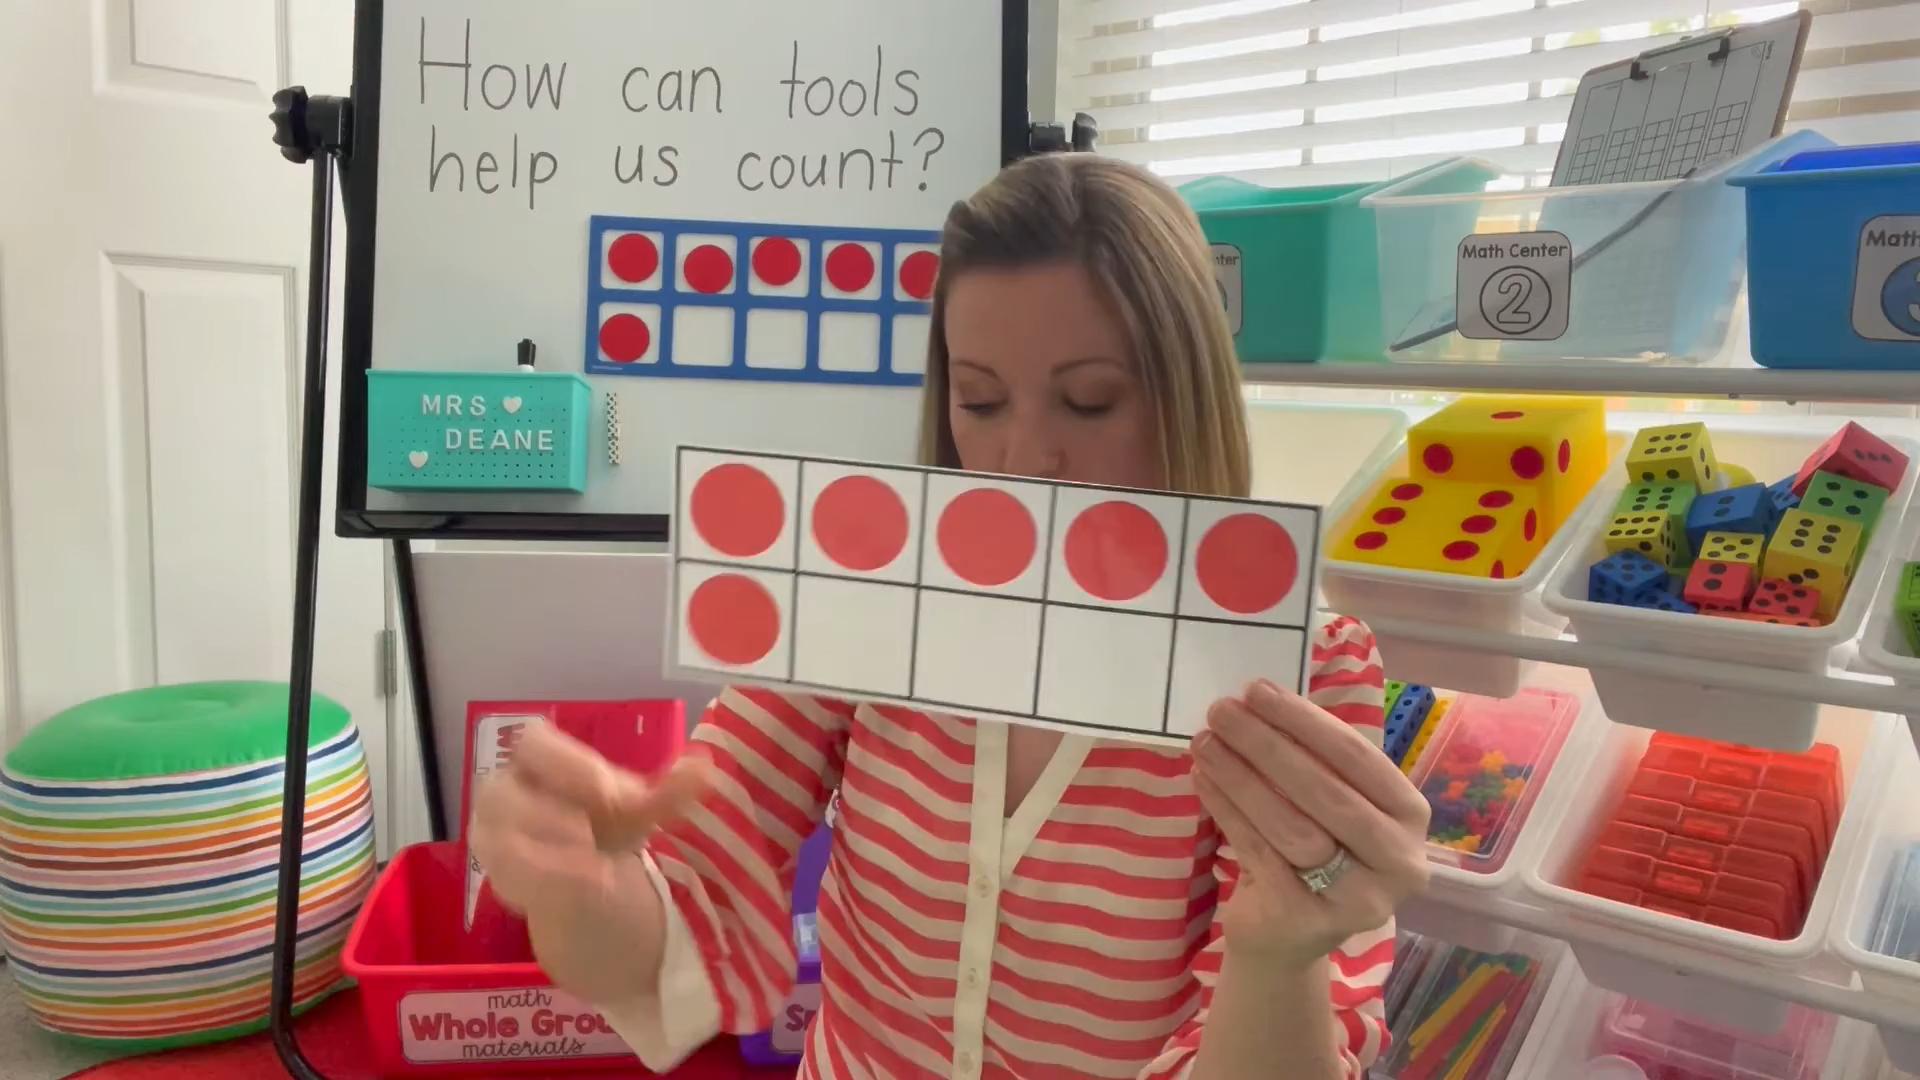 How can tools
help us count?
MRS
DEANE
Math Center
2
Math
math
Whole Grou
materials